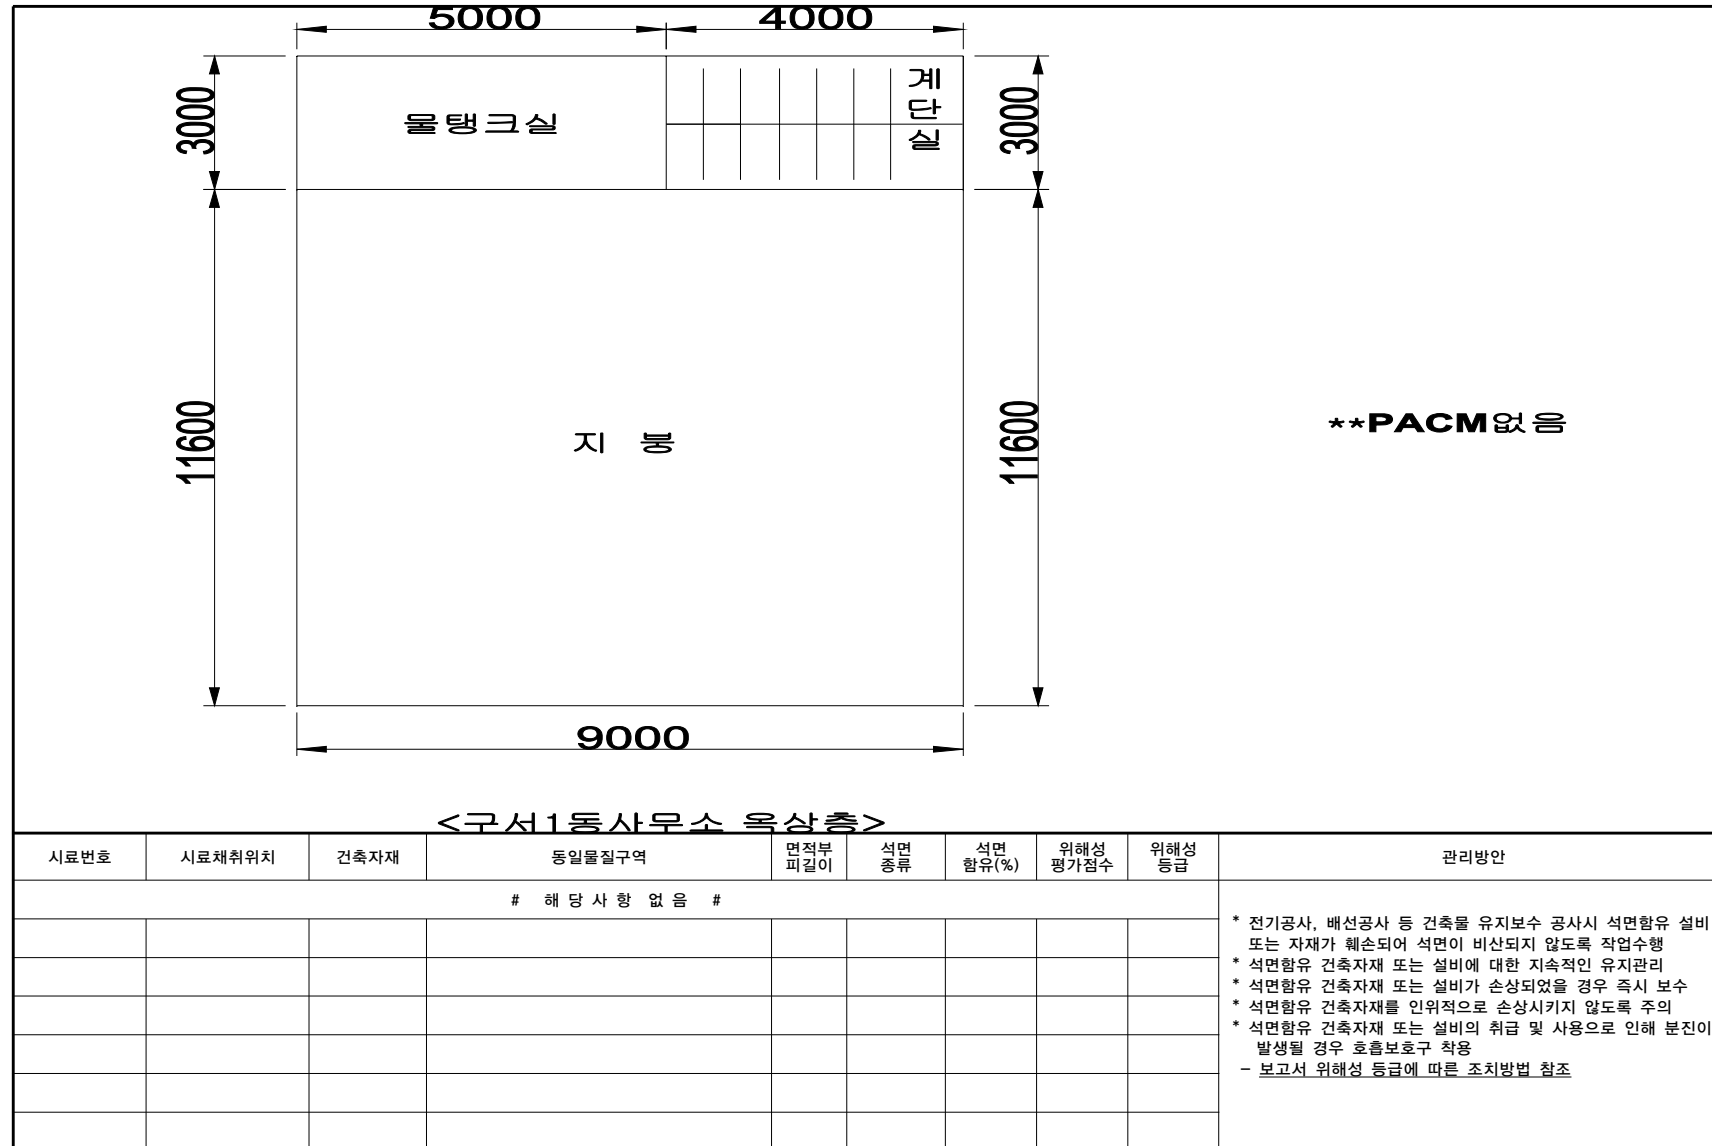 5000
4000
3000
물탱크실
계
단
실
3000
11600
지 붕
11600
**PACM없음
9000
<구서1동사무소 옥상층>
시료번호
시료채취위치
건축자재
동일물질구역
면적부
피길이
석면
종류
석면
함유(%)
위해성
평가점수
위해성
등급
관리방안
# 해 당 사 항 없 음 #
* 전기공사, 배선공사 등 건축물 유지보수 공사시 석면함유 설비
또는 자재가 훼손되어 석면이 비산되지 않도록 작업수행
* 석면함유 건축자재 또는 설비에 대한 지속적인 유지관리
* 석면함유 건축자재 또는 설비가 손상되었을 경우 즉시 보수
* 석면함유 건축자재를 인위적으로 손상시키지 않도록 주의
* 석면함유 건축자재 또는 설비의 취급 및 사용으로 인해 분진이
발생될 경우 호흡보호구 착용
- 보고서 위해성 등급에 따른 조치방법 참조